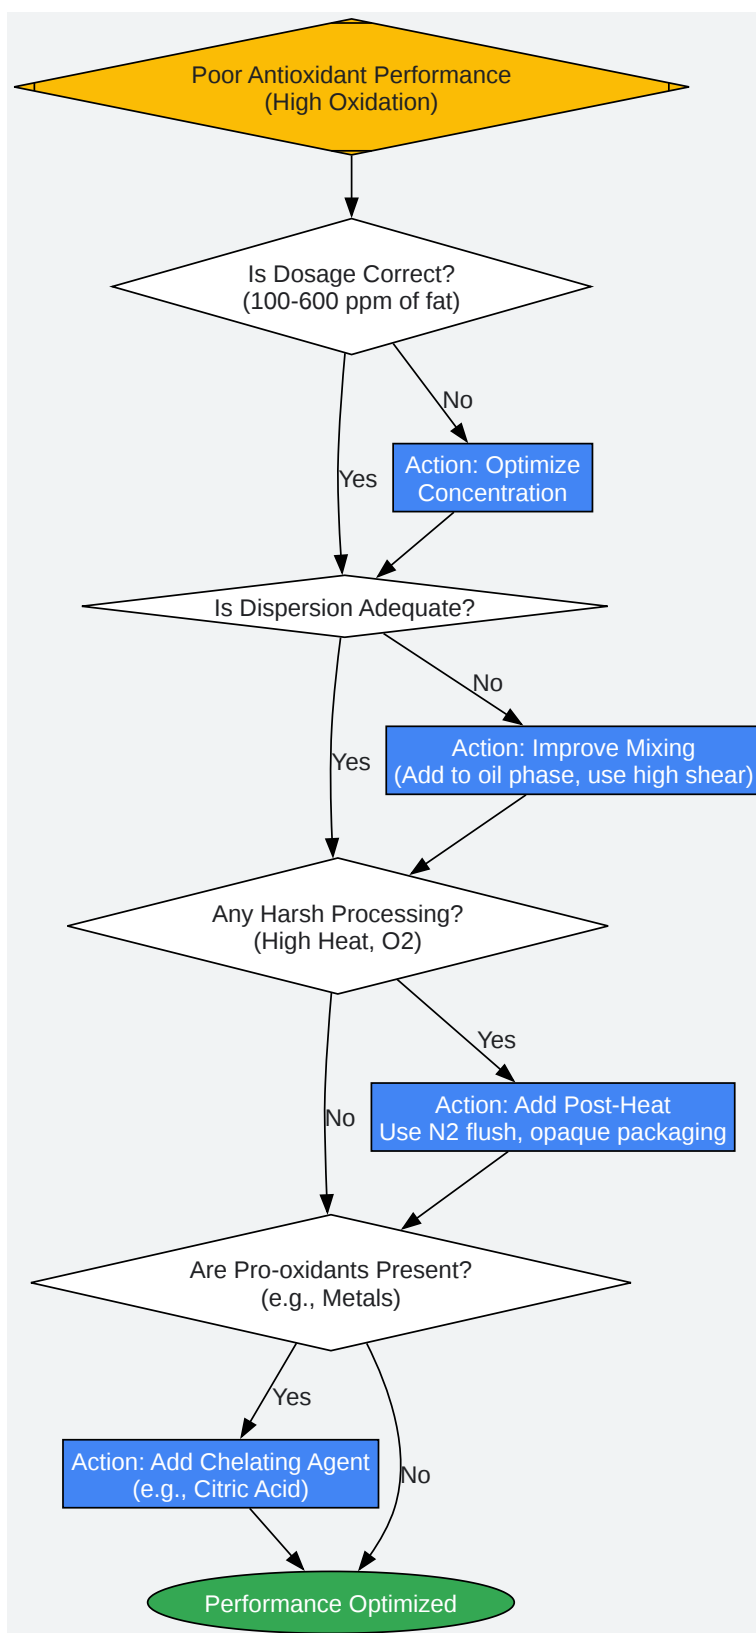 Poor Antioxidant Performance
(High Oxidation)
Is Dosage Correct?
(100-600 ppm of fat)
No
Action: Optimize
Concentration
Yes
Is Dispersion Adequate?
No
Action: Improve Mixing
(Add to oil phase, use high shear)
Yes
Any Harsh Processing?
(High Heat, O2)
Yes
Action: Add Post-Heat
Use N2 flush, opaque packaging
No
Are Pro-oxidants Present?
(e.g., Metals)
Yes
Action: Add Chelating Agent
(e.g., Citric Acid)
No
Performance Optimized